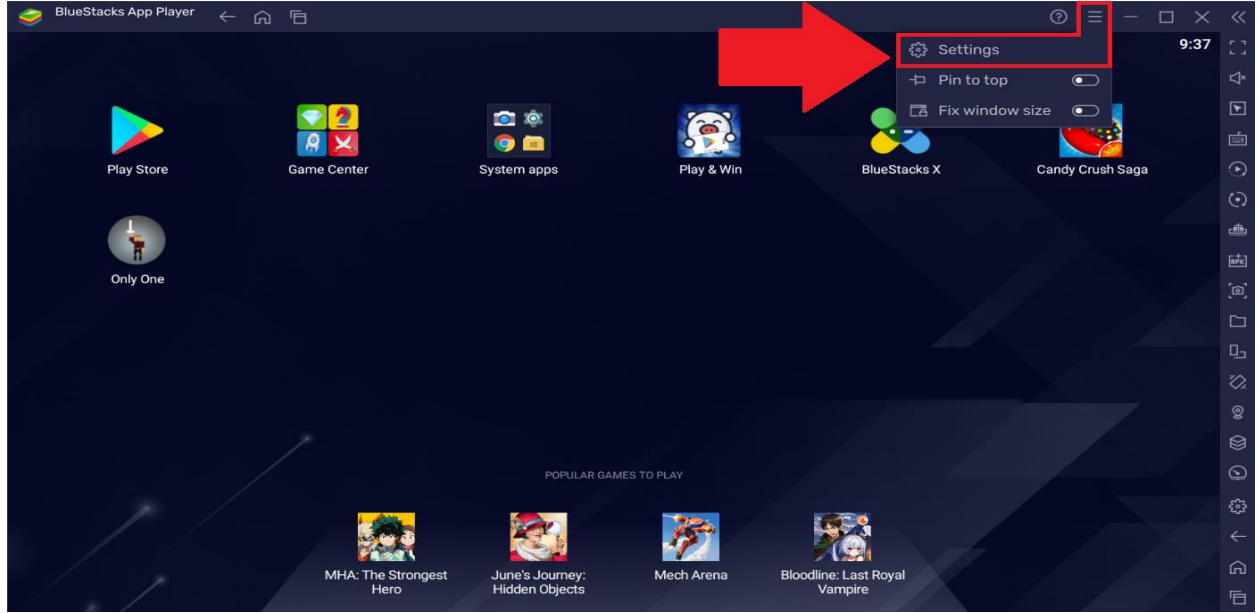 BlueStacks App Player
Settings
9:37
Pin to top
Fix window size
Play Store
Game Center
System apps
Play & Win
BlueStacks X
Candy Crush Saga
Only One
POPULAR GAMES TO PLAY
MHA: The Strongest
Hero
June's Journey:
Hidden Objects
Mech Arena
Bloodline: Last Royal
Vampire